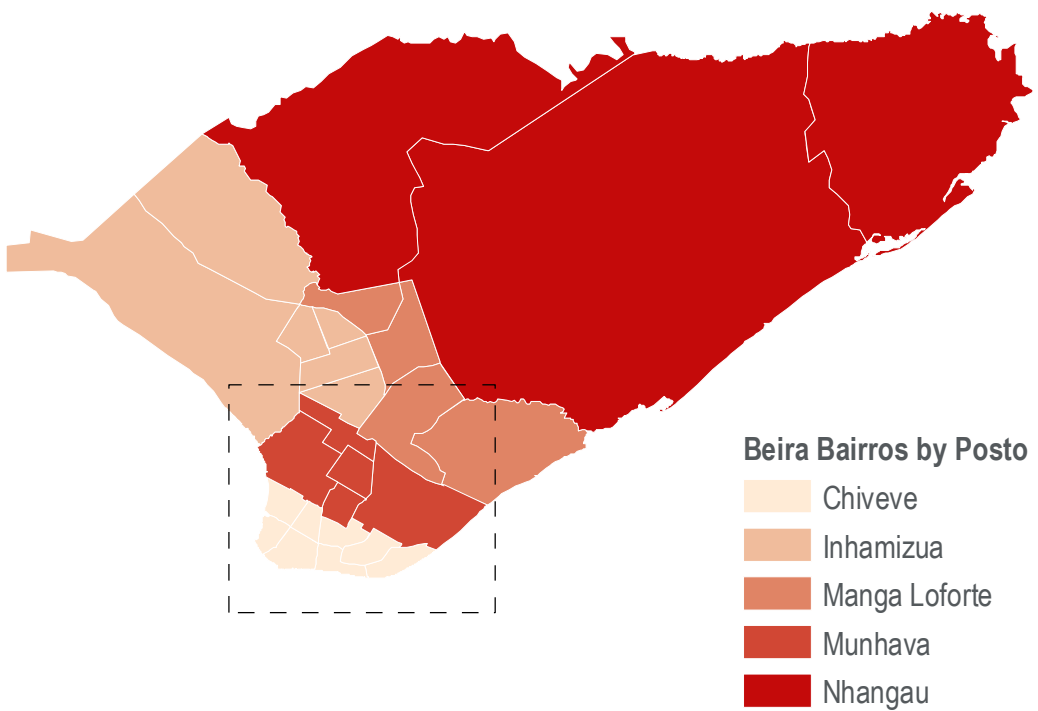 Beira Bairros by Posto
Chiveve
Inhamizua
Manga Loforte
Munhava
Nhangau